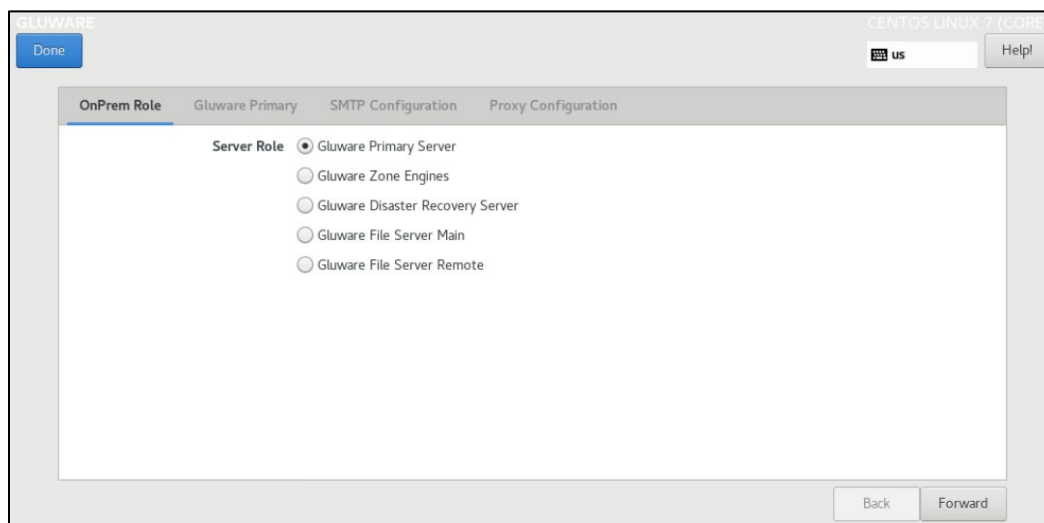 GLUWARE CENTOS LINUX 7 (CORE
Done us Help!
OnPrem Role Gluware Primary SMTP Configuration Proxy Configuration
Server Role Gluware Primary Server
Gluware Zone Engines
Gluware Disaster Recovery Server
Gluware File Server Main
Gluware File Server Remote
Back Forward